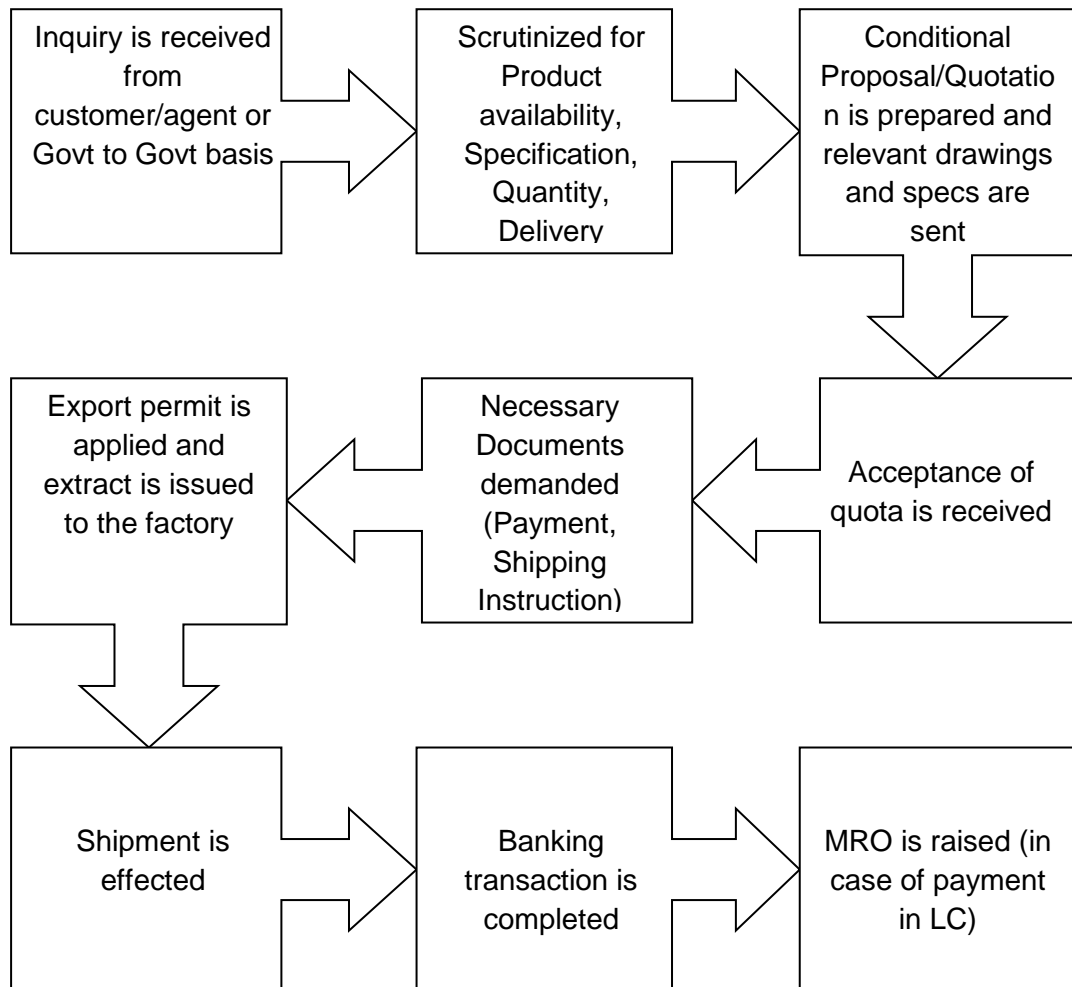 Inquiry is received
from
customer/agent or
Govt to Govt basis
Scrutinized for
Product
availability,
Specification,
Quantity,
Delivery
Conditional
Proposal/Quotatio
n is prepared and
relevant drawings
and specs are
sent
Acceptance of
quota is received
Necessary
Documents
demanded
(Payment,
Shipping
Instruction)
Export permit is
applied and
extract is issued
to the factory
Shipment is
effected
Banking
transaction is
completed
MRO is raised (in
case of payment
in LC)